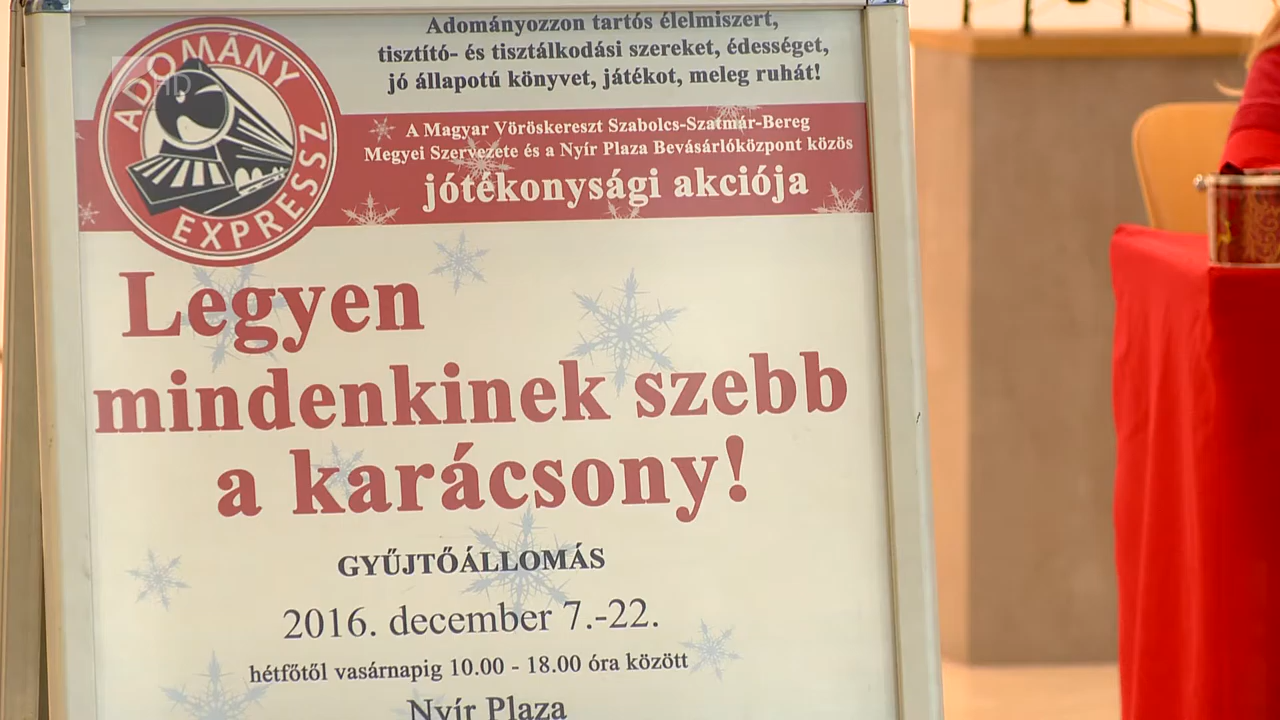 ADOMÁNY
EXPRESSZ
HD
Adományozzon tartós élelmiszert,
tisztító- és tisztálkodási szereket, édességet,
jó állapotú könyvet, játékot, meleg ruhát!
A Magyar Vöröskereszt Szabolcs-Szatmár-Bereg
Megyei Szervezete és a Nyír Plaza Bevásárlóközpont közös
jótékonysági akciója
Legyen
mindenkinek szebb
a karácsony!
GYŰJTŐÁLLOMÁS
2016. december 7.-22.
hétfőtől vasárnapig 10.00 - 18.00 óra között
Nyír Plaza